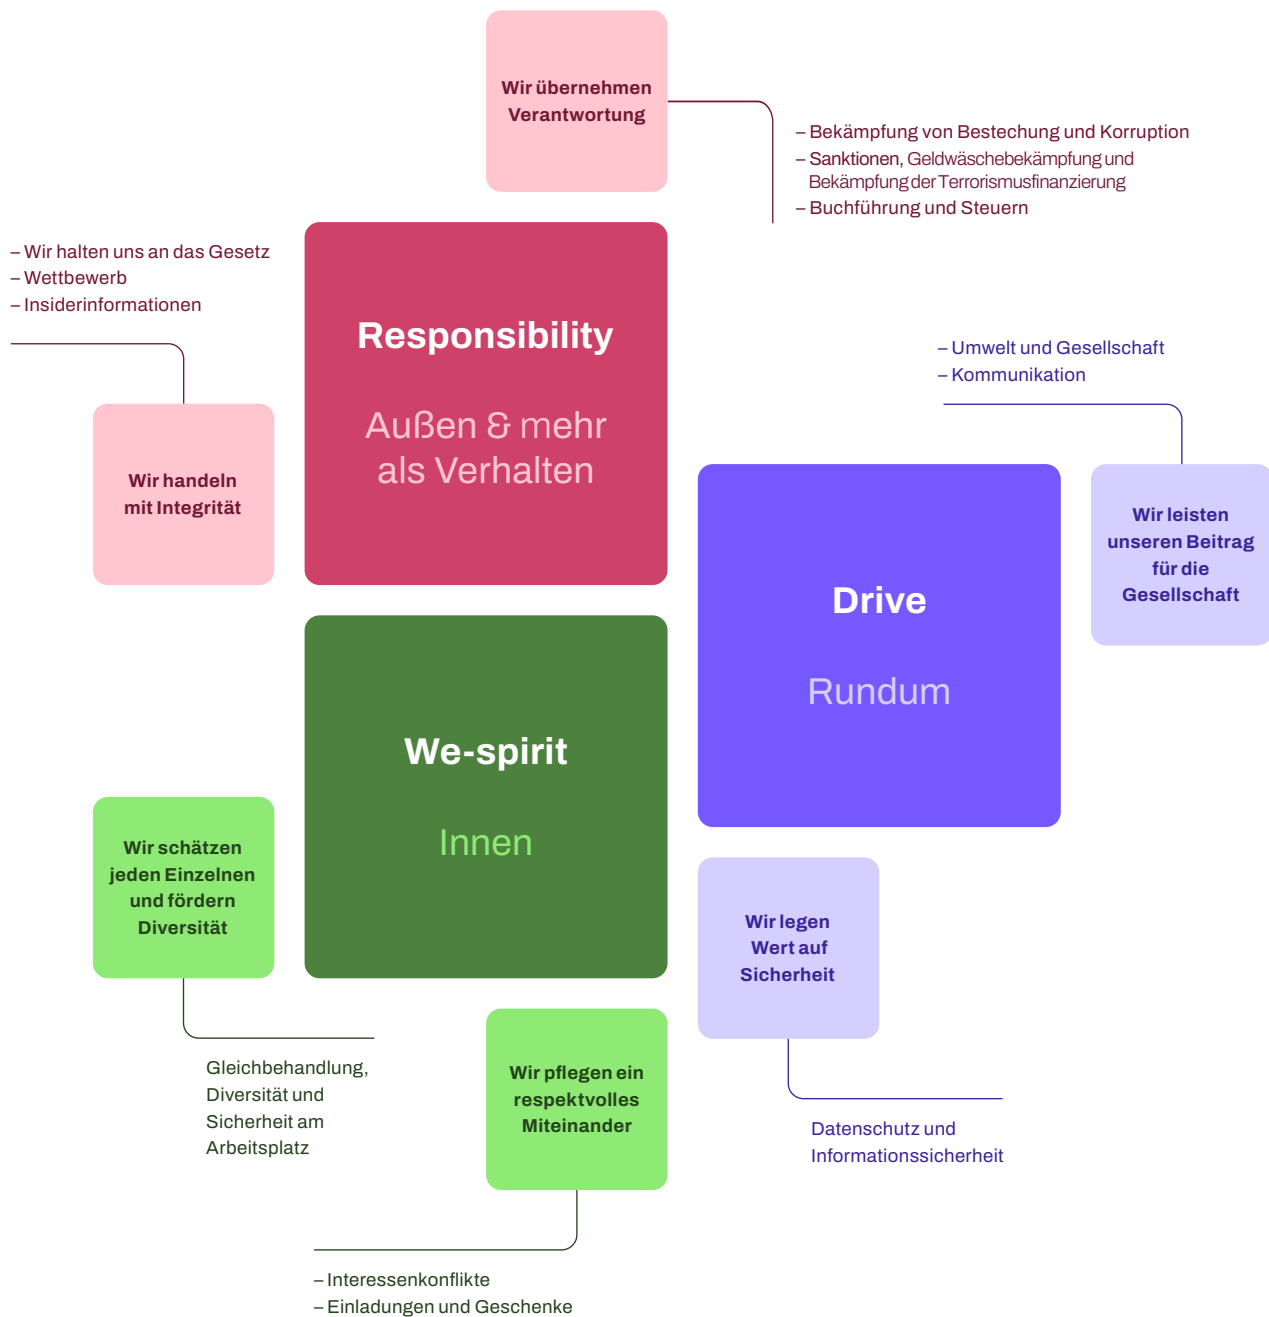 Wir übernehmen
Verantwortung
– Bekämpfung von Bestechung und Korruption
– Sanktionen, Geldwäschebekämpfung und
Bekämpfung der Terrorismusfinanzierung
– Buchführung und Steuern
– Wir halten uns an das Gesetz
– Wettbewerb
– Insiderinformationen
Wir handeln
mit Integrität
Responsibility
Außen & mehr
als Verhalten
– Umwelt und Gesellschaft
– Kommunikation
Wir leisten
unseren Beitrag
für die
Gesellschaft
Drive
Rundum
We-spirit
Innen
Wir schätzen
jeden Einzelnen
und fördern
Diversität
Gleichbehandlung,
Diversität und
Sicherheit am
Arbeitsplatz
Wir legen
Wert auf
Sicherheit
Datenschutz und
Informationssicherheit
Wir pflegen ein
respektvolles
Miteinander
– Interessenkonflikte
– Einladungen und Geschenke